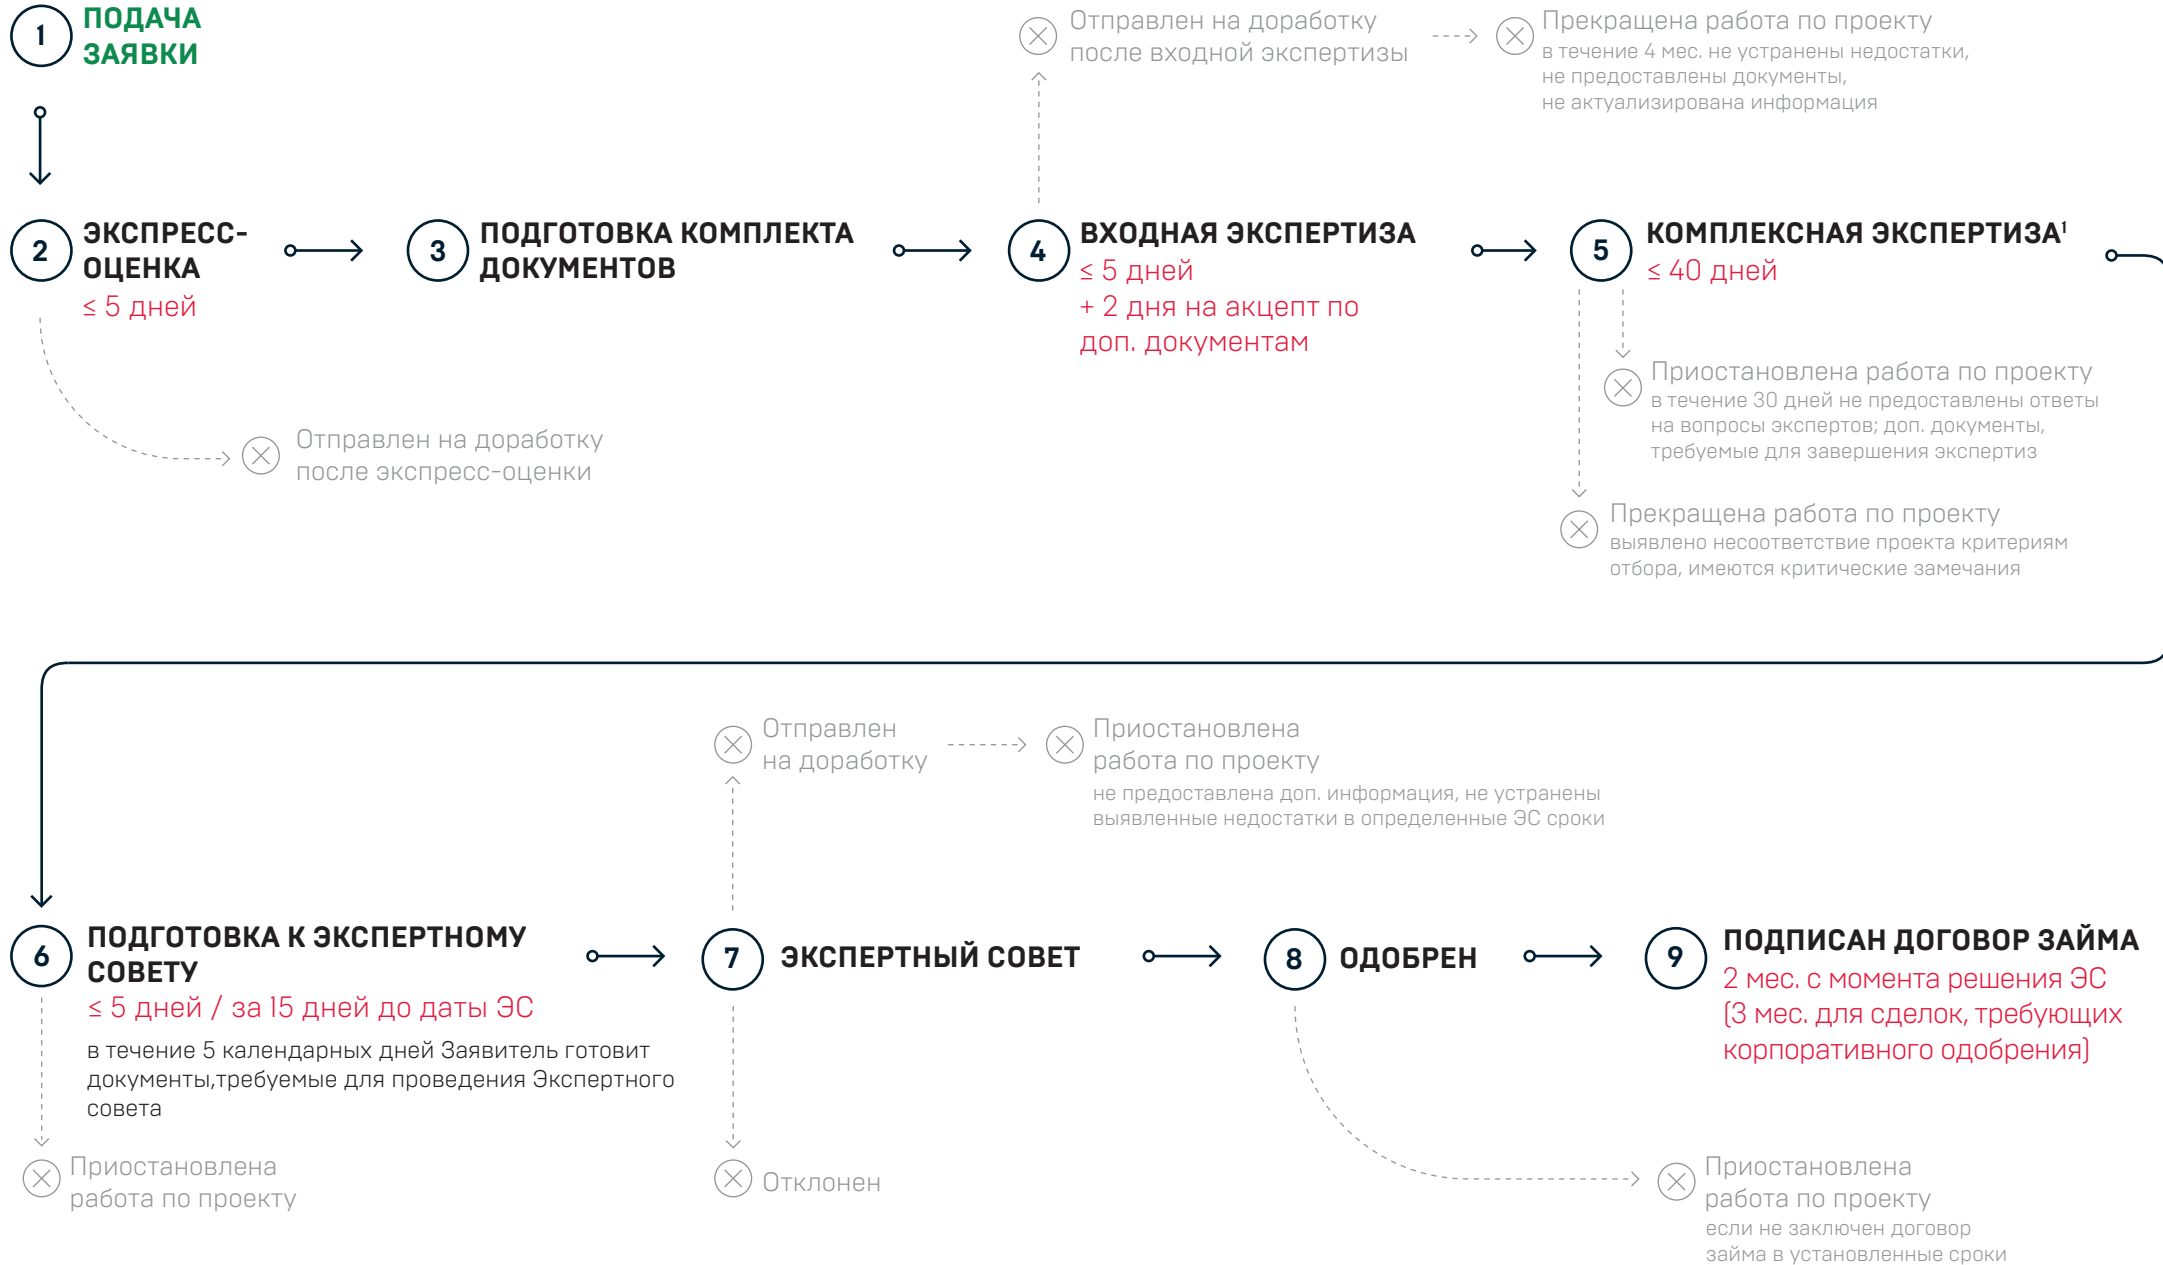 1
ПОДАЧА
ЗАЯВКИ
Отправлен на доработку
после входной экспертизы
Прекращена работа по проекту
в течение 4 мес. не устранены недостатки,
не предоставлены документы,
не актуализирована информация
2
ЭКСПРЕСС-
ОЦЕНКА
≤ 5 дней
3
ПОДГОТОВКА КОМПЛЕКТА
ДОКУМЕНТОВ
4
ВХОДНАЯ ЭКСПЕРТИЗА
≤ 5 дней
+ 2 дня на акцепт по
доп. документам
5
КОМПЛЕКСНАЯ ЭКСПЕРТИЗА¹
≤ 40 дней
Отправлен на доработку
после экспресс-оценки
Приостановлена работа по проекту
в течение 30 дней не предоставлены ответы
на вопросы экспертов; доп. документы,
требуемые для завершения экспертиз
Прекращена работа по проекту
выявлено несоответствие проекта критериям
отбора, имеются критические замечания
Отправлен
на доработку
Приостановлена
работа по проекту
не предоставлена доп. информация, не устранены
выявленные недостатки в определенные ЭС сроки
6
ПОДГОТОВКА К ЭКСПЕРТНОМУ
СОВЕТУ
≤ 5 дней / за 15 дней до даты ЭС
в течение 5 календарных дней Заявитель готовит
документы,требуемые для проведения Экспертного
совета
7
ЭКСПЕРТНЫЙ СОВЕТ
8
ОДОБРЕН
9
ПОДПИСАН ДОГОВОР ЗАЙМА
2 мес. с момента решения ЭС
(3 мес. для сделок, требующих
корпоративного одобрения)
Приостановлена
работа по проекту
Отклонен
Приостановлена
работа по проекту
если не заключен договор
займа в установленные сроки